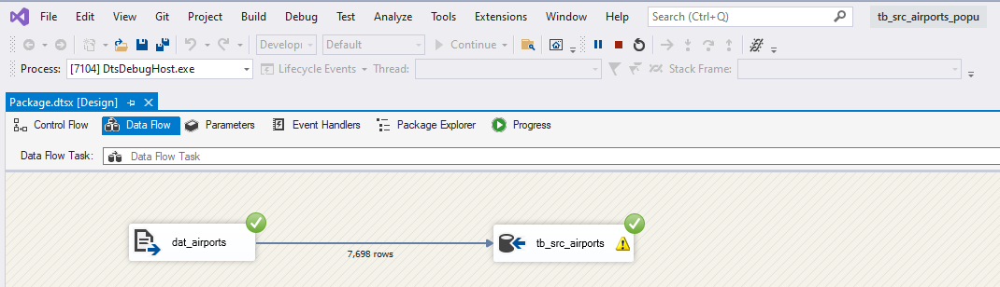 File Edit View Git Project Build Debug Test Analyze Tools Extensions Window Help Search (Ctrl+Q) tb_src_airports_popu
Develop Default Continue
Process: [7104] DtsDebugHost.exe Lifecycle Events Thread: Stack Frame:
Package.dtsx [Design]
Control Flow Data Flow Parameters Event Handlers Package Explorer Progress
Data Flow Task: Data Flow Task
dat_airports tb_src_airports
7,698 rows